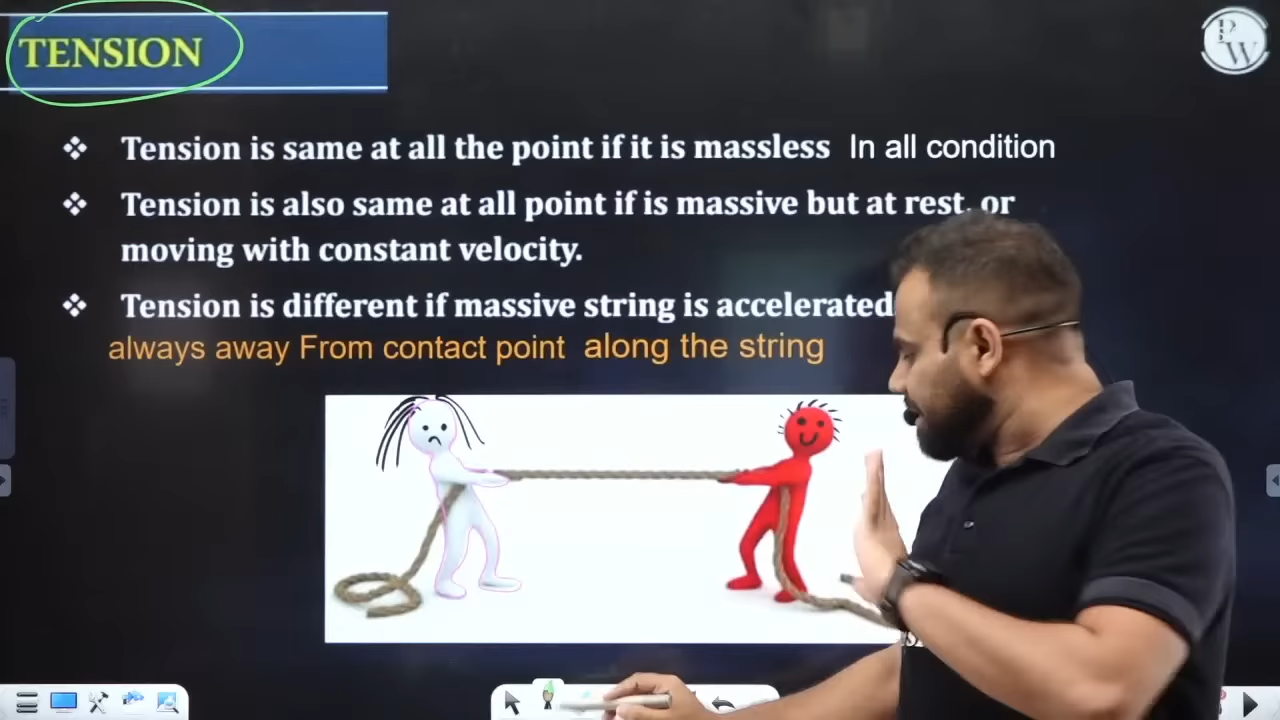 TENSION
PW
❖ Tension is same at all the point if it is massless In all condition
❖ Tension is also same at all point if is massive but at rest, or
moving with constant velocity.
❖ Tension is different if massive string is accelerated
always away From contact point along the string